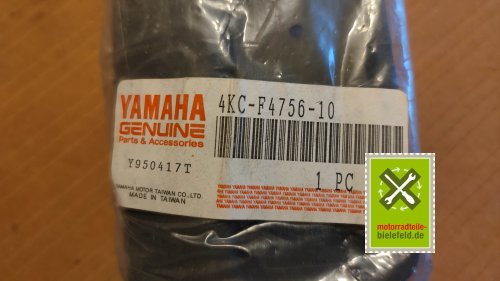 YAMAHA
GENUINE
Parts & Accessories
4KC-F4756-10
Y950417T
1 PC
YAMAHA MOTOR TAIWAN CO.,LTD.
MADE IN TAIWAN
motorradteile-
bielefeld.de